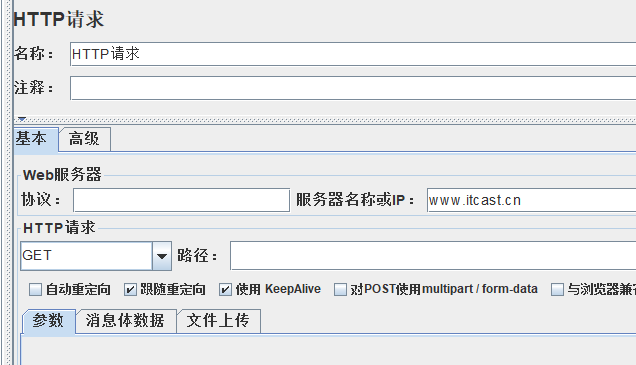 HTTP请求
名称： HTTP请求
注释：
基本 高级
Web服务器
协议： 服务器名称或IP： www.itcast.cn
HTTP请求
GET 路径：
自动重定向 跟随重定向 使用 KeepAlive 对POST使用multipart / form-data 与浏览器兼容
参数 消息体数据 文件上传